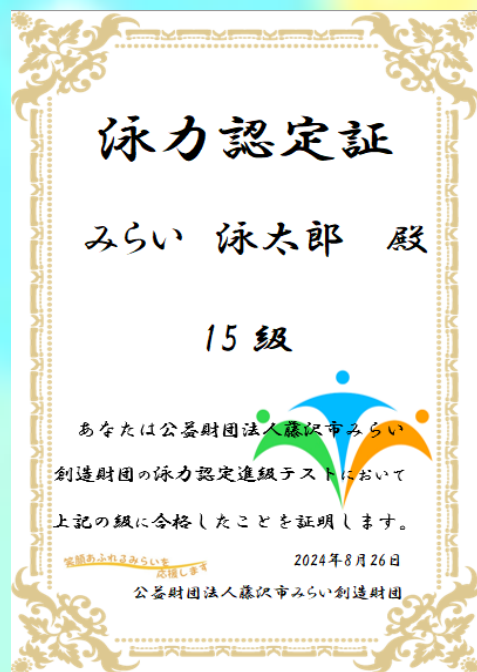 泳力認定証
みらい 泳太郎 殿
15 級
あなたは公益財団法人藤沢市みらい
創造財団の泳力認定進級テストにおいて
上記の級に合格したことを証明します。
笑顔あふれるみらいを
応援します
2024年8月26日
公益財団法人藤沢市みらい創造財団